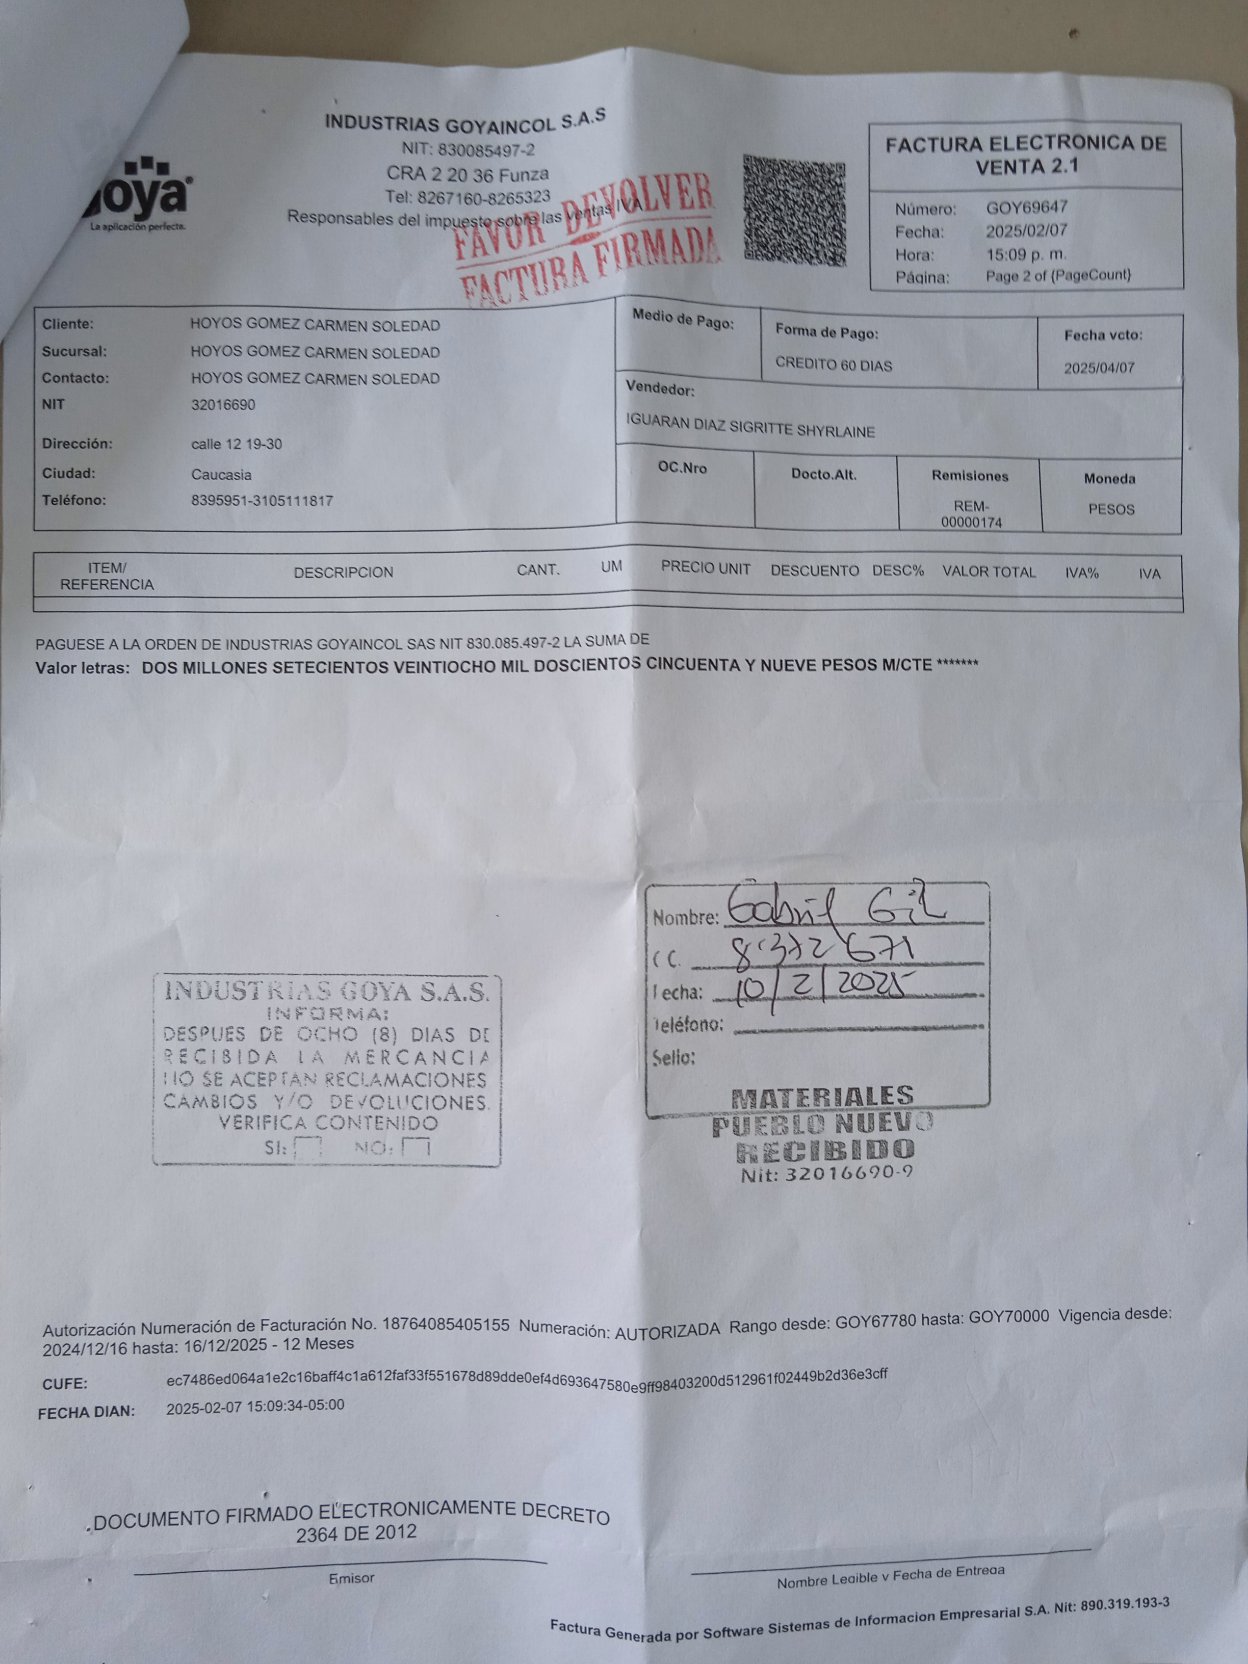 INDUSTRIAS GOYAINCOL S.A.S
NIT: 830085497-2
CRA 2 20 36 Funza
Tel: 8267160-8265323
Responsables del impuesto sobre las ventas IVA
goya®
La aplicación perfecta.
FAVOR DEVOLVER
FACTURA FIRMADA
FACTURA ELECTRONICA DE
VENTA 2.1
Número: GOY69647
Fecha: 2025/02/07
Hora: 15:09 p. m.
Página: Page 2 of {PageCount}
Cliente: HOYOS GOMEZ CARMEN SOLEDAD
Sucursal: HOYOS GOMEZ CARMEN SOLEDAD
Contacto: HOYOS GOMEZ CARMEN SOLEDAD
NIT 32016690
Dirección: calle 12 19-30
Ciudad: Caucasia
Teléfono: 8395951-3105111817
Medio de Pago: Forma de Pago: Fecha vcto:
CREDITO 60 DIAS 2025/04/07
Vendedor:
IGUARAN DIAZ SIGRITTE SHYRLAINE
OC.Nro Docto.Alt. Remisiones Moneda
REM-
00000174 PESOS
ITEM/
REFERENCIA DESCRIPCION CANT. UM PRECIO UNIT DESCUENTO DESC% VALOR TOTAL IVA% IVA
PAGUESE A LA ORDEN DE INDUSTRIAS GOYAINCOL SAS NIT 830.085.497-2 LA SUMA DE
Valor letras: DOS MILLONES SETECIENTOS VEINTIOCHO MIL DOSCIENTOS CINCUENTA Y NUEVE PESOS M/CTE *******
INDUSTRIAS GOYA S.A.S.
INFORMA:
DESPUES DE OCHO (8) DIAS DE
RECIBIDA LA MERCANCIA
NO SE ACEPTAN RECLAMACIONES
CAMBIOS Y/O DEVOLUCIONES.
VERIFICA CONTENIDO
SI: NO:
Nombre: Gabriel Gil
C C. 8'372671
Fecha: 10/2/2025
Teléfono:
Sello:
MATERIALES
PUEBLO NUEVO
RECIBIDO
Nit: 32016690-9
Autorización Numeración de Facturación No. 18764085405155 Numeración: AUTORIZADA Rango desde: GOY67780 hasta: GOY70000 Vigencia desde:
2024/12/16 hasta: 16/12/2025 - 12 Meses
CUFE: ec7486ed064a1e2c16baff4c1a612faf33f551678d89dde0ef4d693647580e9ff98403200d512961f02449b2d36e3cff
FECHA DIAN: 2025-02-07 15:09:34-05:00
DOCUMENTO FIRMADO ELECTRONICAMENTE DECRETO
2364 DE 2012
Emisor
Nombre Legible y Fecha de Entrega
Factura Generada por Software Sistemas de Informacion Empresarial S.A. Nit: 890.319.193-3